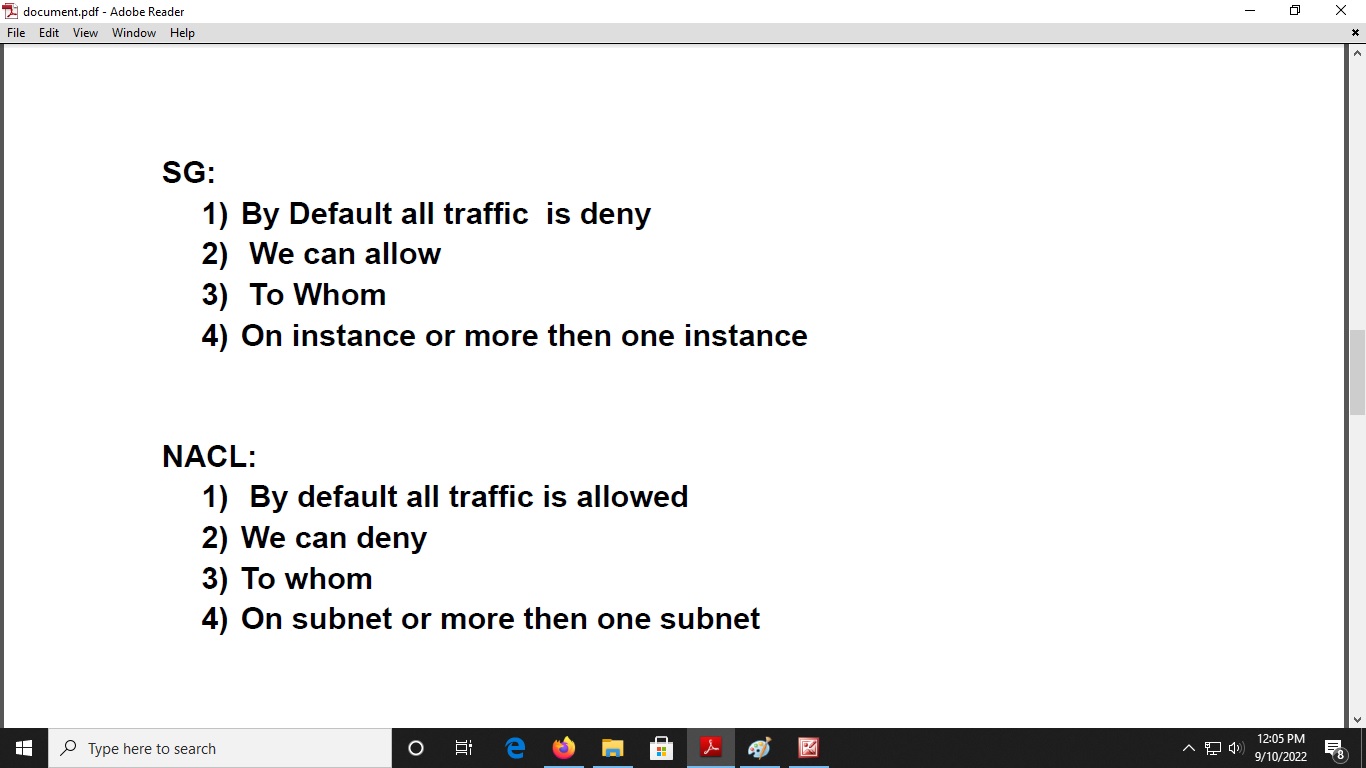 document.pdf - Adobe Reader
File Edit View Window Help
SG:
1) By Default all traffic  is deny
2)  We can allow
3)  To Whom
4) On instance or more then one instance
NACL:
1)  By default all traffic is allowed
2) We can deny
3) To whom
4) On subnet or more then one subnet
Type here to search
12:05 PM
9/10/2022
8